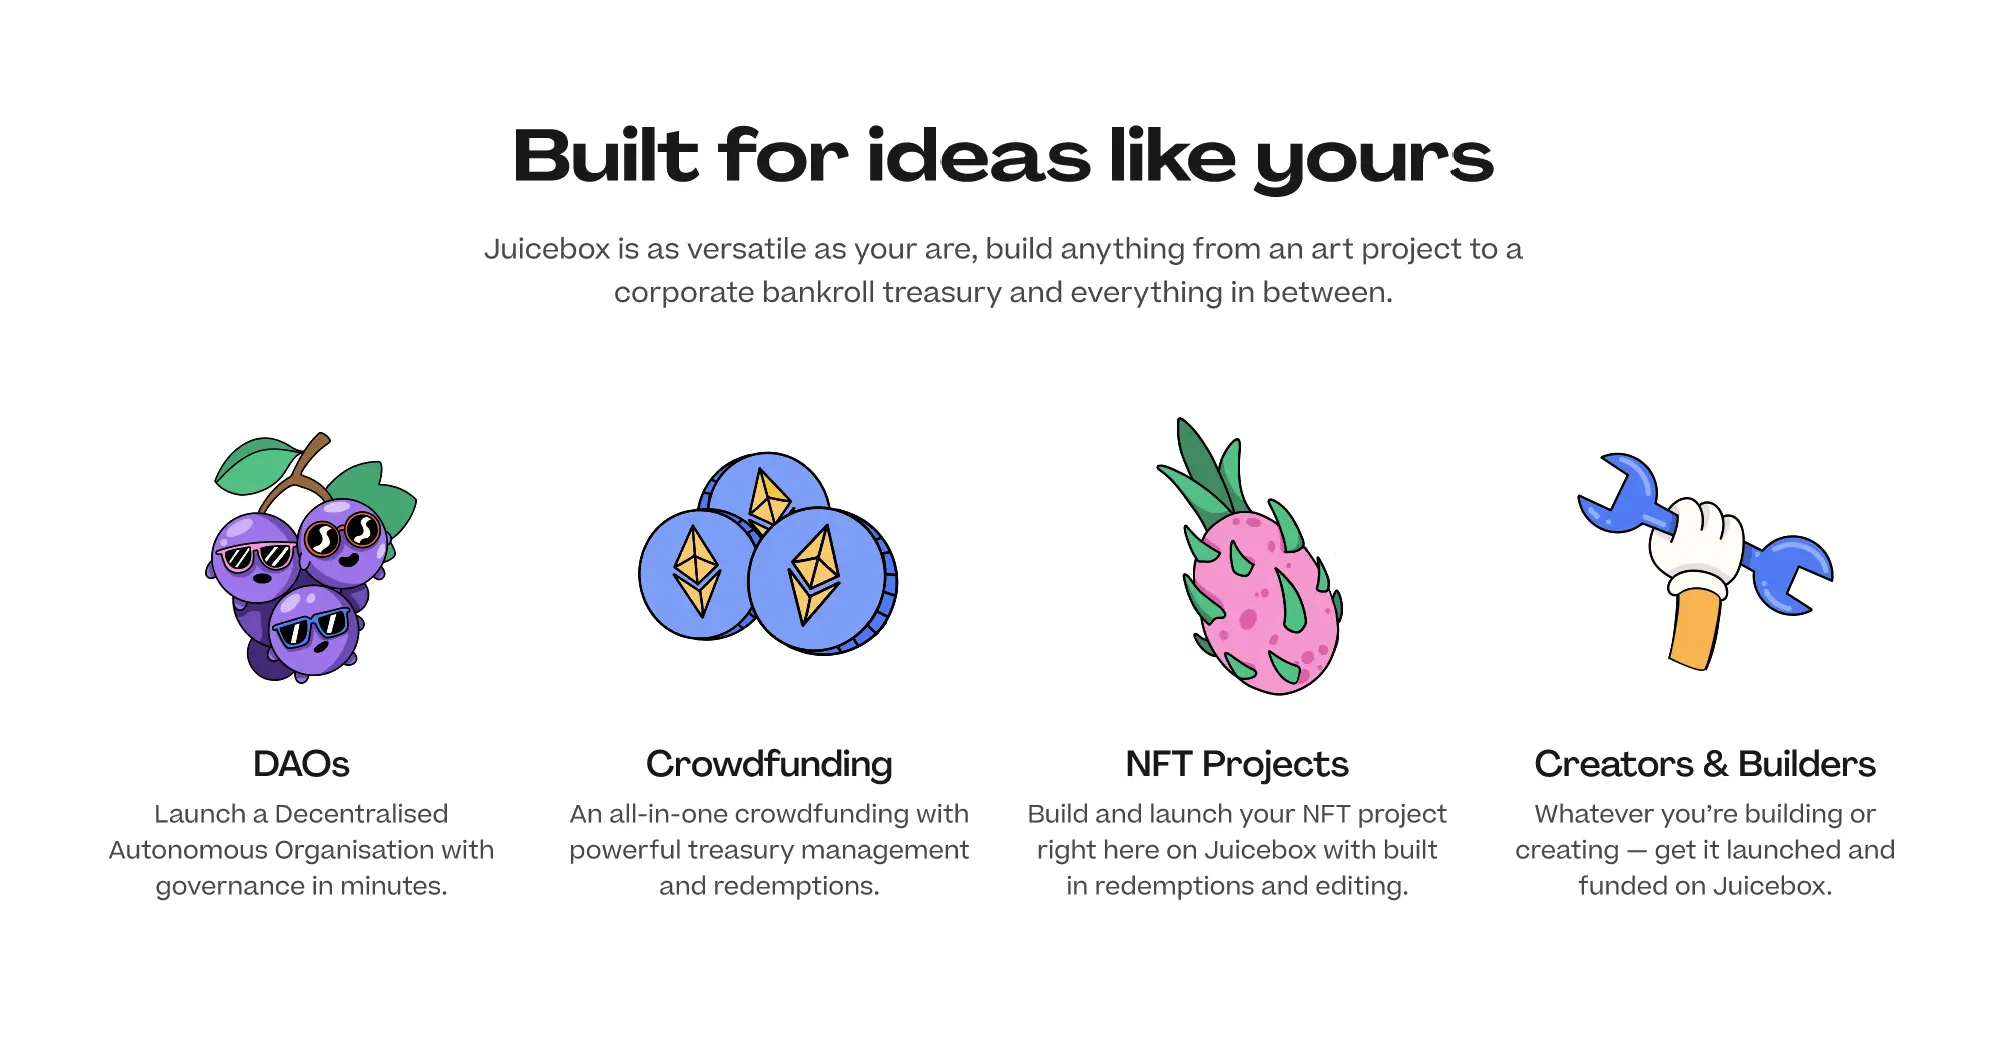 Built for ideas like yours
Juicebox is as versatile as your are, build anything from an art project to a
corporate bankroll treasury and everything in between.
DAOs
Launch a Decentralised
Autonomous Organisation with
governance in minutes.
Crowdfunding
An all-in-one crowdfunding with
powerful treasury management
and redemptions.
NFT Projects
Build and launch your NFT project
right here on Juicebox with built
in redemptions and editing.
Creators & Builders
Whatever you’re building or
creating — get it launched and
funded on Juicebox.